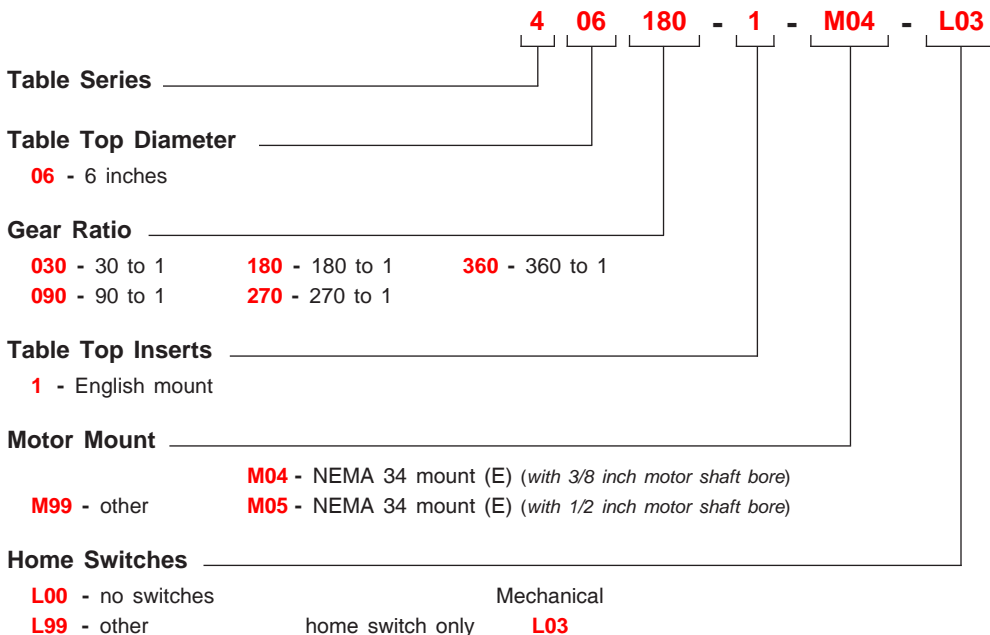 4 06 180 - 1 - M04 - L03
Table Series
Table Top Diameter
06 - 6 inches
Gear Ratio
030 - 30 to 1 180 - 180 to 1 360 - 360 to 1
090 - 90 to 1 270 - 270 to 1
Table Top Inserts
1 - English mount
Motor Mount
M04 - NEMA 34 mount (E) (with 3/8 inch motor shaft bore)
M99 - other M05 - NEMA 34 mount (E) (with 1/2 inch motor shaft bore)
Home Switches
L00 - no switches Mechanical
L99 - other home switch only L03